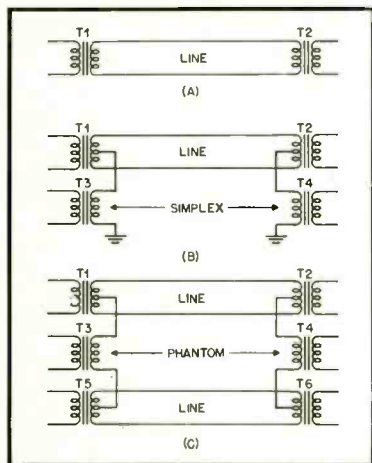 T1 T2
LINE
(A)
T1 T2
LINE
T3 T4
SIMPLEX
(B)
T1 T2
LINE
T3 T4
PHANTOM
T5 T6
LINE
(C)